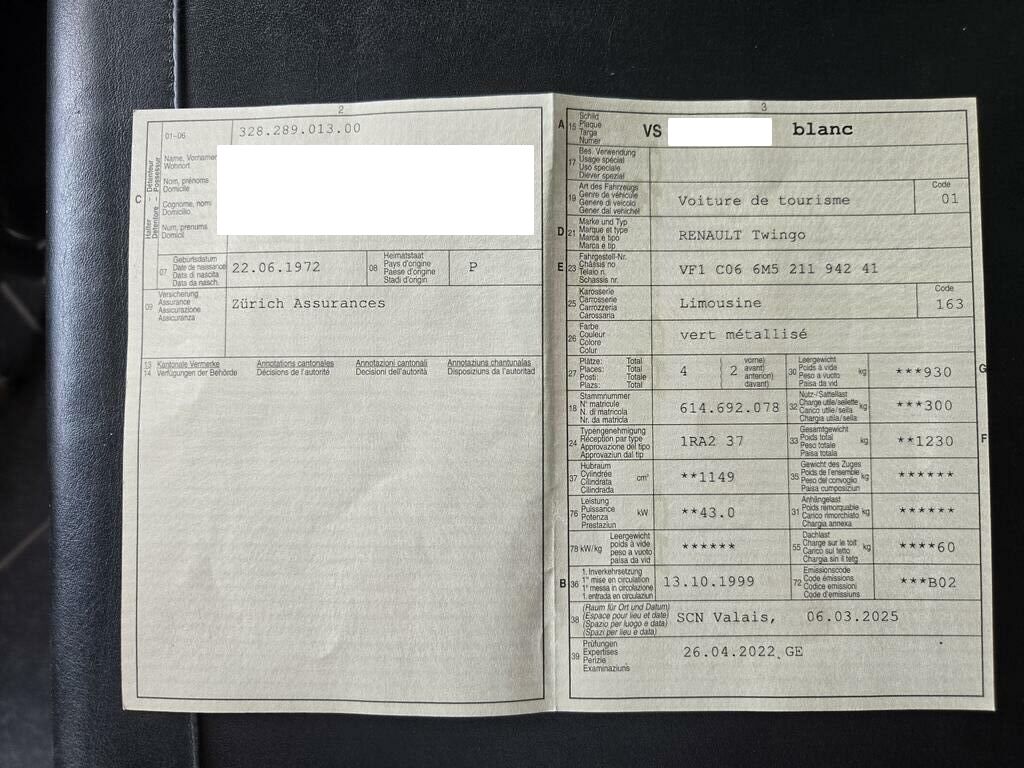 2
01-06
328.289.013.00
C
Halter - Détenteur
Detentore - Possessur
Name, Vornamen
Wohnort
Nom, prénoms
Domicile
Cognome, nomi
Domicilio
Num, prenums
Domicil
07
Geburtsdatum
Date de naissance
Data di nascita
Data da nasch.
22.06.1972
08
Heimatstaat
Pays d'origine
Paese d'origine
Stadi d'origin
P
09
Versicherung
Assurance
Assicurazione
Assicuranza
Zürich Assurances
13 Kantonale Vermerke Annotations cantonales Annotazioni cantonali Annotaziuns chantunalas
14 Verfügungen der Behörde Décisions de l'autorité Decisioni dell'autorità Disposiziuns da l'autoritad
3
A
15
Schild
Plaque
Targa
Numer
VS blanc
17
Bes. Verwendung
Usage spécial
Uso speciale
Diever spezial
19
Art des Fahrzeugs
Genre de véhicule
Genere di veicolo
Gener dal vehichel
Voiture de tourisme
Code
01
D
21
Marke und Typ
Marque et type
Marca e tipo
Marca e tip
RENAULT Twingo
E
23
Fahrgestell-Nr.
Châssis no
Telaio n.
Schassis nr.
VF1 C06 6M5 211 942 41
25
Karosserie
Carrosserie
Carrozzeria
Carossaria
Limousine
Code
163
26
Farbe
Couleur
Colore
Colur
vert métallisé
27
Plätze: Total
Places: Total
Posti: Totale
Plazs: Total
4
2
vorne)
avant)
anteriori)
davant)
30
Leergewicht
Poids à vide
Peso a vuoto
Paisa da vid
kg
***930
G
18
Stammnummer
N° matricule
N. di matricola
Nr. da matricla
614.692.078
32
Nutz-/Sattellast
Charge utile/sellette
Carico utile/sella
Chargia utila/sella
kg
***300
24
Typengenehmigung
Réception par type
Approvazione del tipo
Approvaziun dal tip
1RA2 37
33
Gesamtgewicht
Poids total
Peso totale
Paisa totala
kg
**1230
F
37
Hubraum
Cylindrée
Cilindrata
Cilindrada
cm³
**1149
35
Gewicht des Zuges
Poids de l'ensemble
Peso del convoglio
Paisa cumposiziun
kg
******
76
Leistung
Puissance
Potenza
Prestaziun
kW
**43.0
31
Anhängelast
Poids remorquable
Carico rimorchiato
Chargia annexa
kg
******
78 kW/kg
Leergewicht
poids à vide
peso a vuoto
paisa da vid
******
55
Dachlast
Charge sur le toit
Carico sul tetto
Chargia sin il tetg
kg
****60
B
36
1. Inverkehrsetzung
1re mise en circulation
1a messa in circolazione
1. entrada en circulaziun
13.10.1999
72
Emissionscode
Code émissions
Codice emissioni
Code d'emissiuns
***B02
38
(Raum für Ort und Datum)
(Espace pour lieu et date)
(Spazio per luogo e data)
(Spazi per lieu e data)
SCN Valais, 06.03.2025
39
Prüfungen
Expertises
Perizie
Examinaziuns
26.04.2022 GE